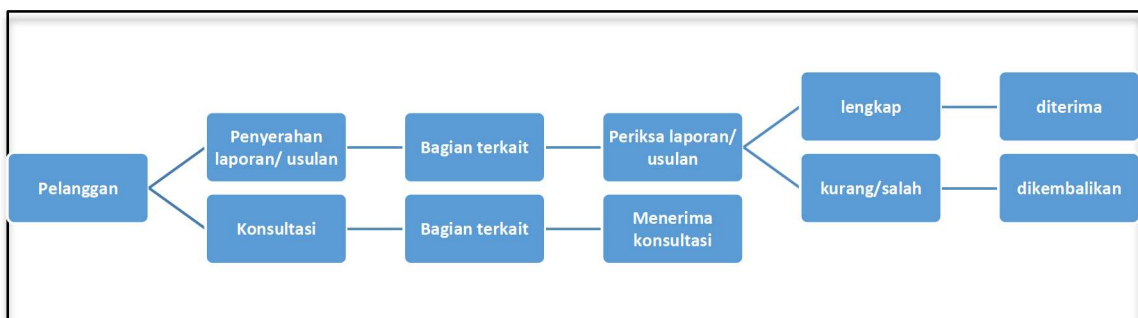 Pelanggan
Penyerahan
laporan/ usulan
Bagian terkait
Periksa laporan/
usulan
lengkap
diterima
kurang/salah
dikembalikan
Konsultasi
Bagian terkait
Menerima
konsultasi